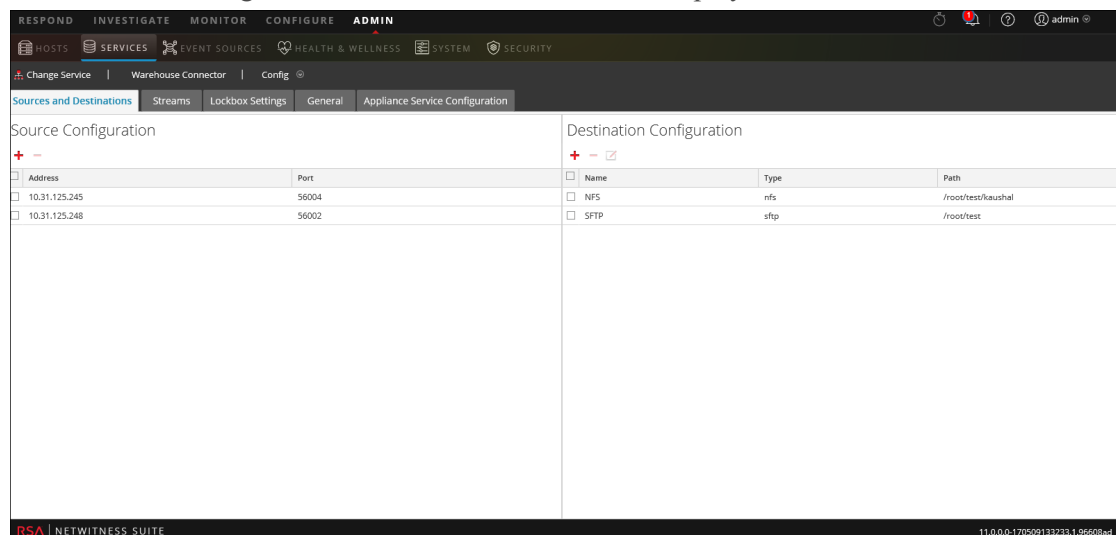 RESPOND INVESTIGATE MONITOR CONFIGURE ADMIN 1 ? admin
HOSTS SERVICES EVENT SOURCES HEALTH & WELLNESS SYSTEM SECURITY
Change Service | Warehouse Connector | Config
Sources and Destinations Streams Lockbox Settings General Appliance Service Configuration
Source Configuration
Address Port
10.31.125.245 56004
10.31.125.248 56002
Destination Configuration
Name Type Path
NFS nfs /root/test/kaushal
SFTP sftp /root/test
RSA | NETWITNESS SUITE 11.0.0.0-170509133233.1.96608ad